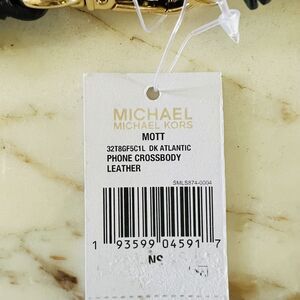 MICHAEL
MICHAEL KORS
MOTT
32T8GF5C1L DK ATLANTIC
PHONE CROSSBODY
LEATHER
SMLS874-0004
1 93599 04591 7
NS